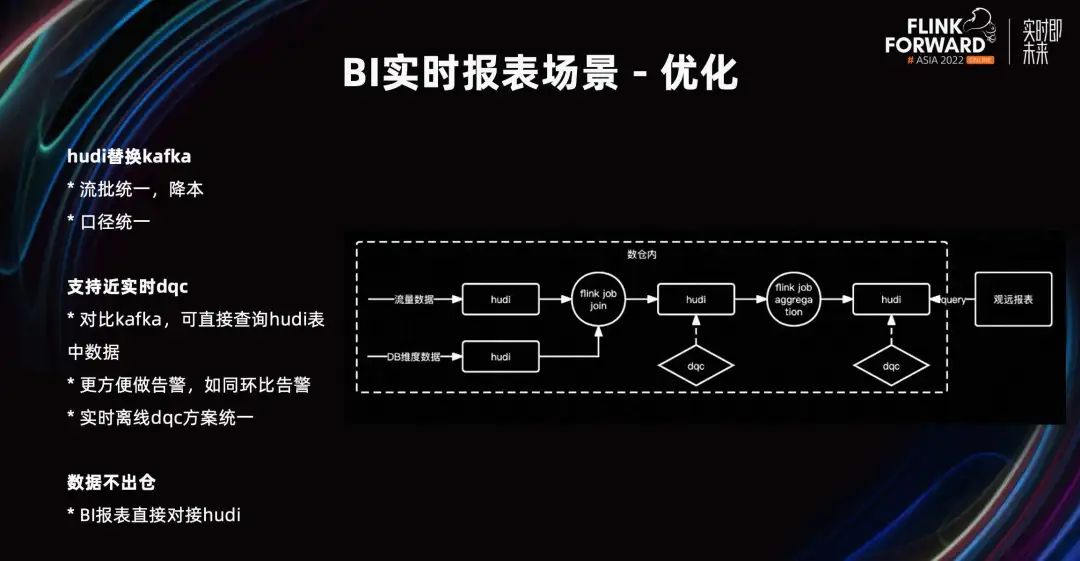 FLINK
FORWARD
# ASIA 2022 ONLINE
实时即
未来
BI实时报表场景 - 优化
hudi替换kafka
* 流批统一，降本
* 口径统一
支持近实时dqc
* 对比kafka，可直接查询hudi表
中数据
* 更方便做告警，如同环比告警
* 实时离线dqc方案统一
数据不出仓
* BI报表直接对接hudi
数仓内
流量数据
hudi
flink job
join
hudi
flink job
aggrega
tion
hudi
query
观远报表
DB维度数据
hudi
dqc
dqc